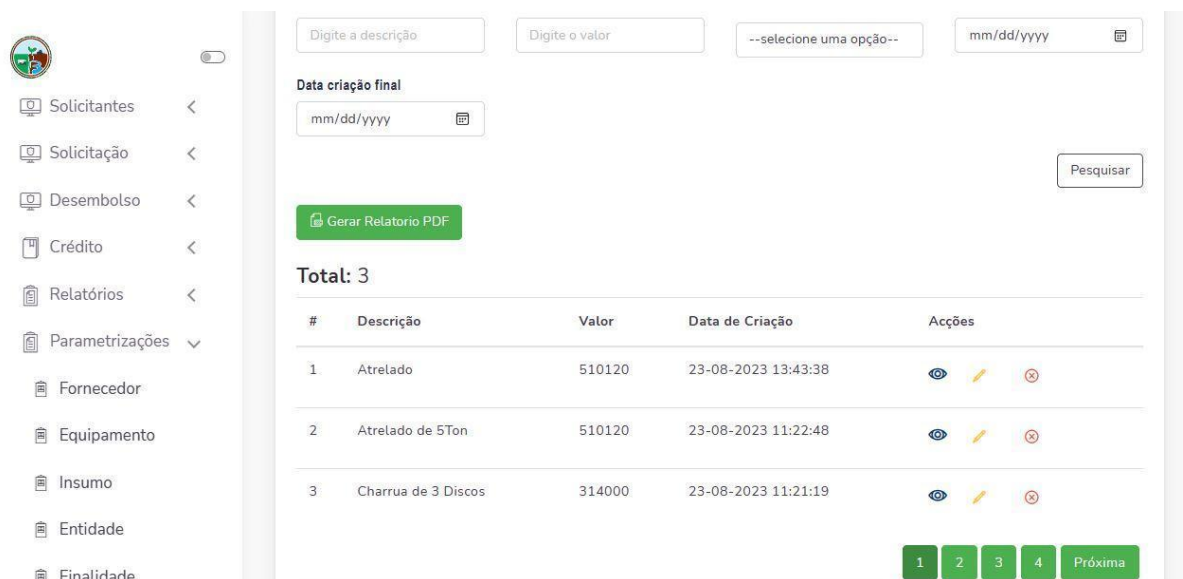 Digite a descrição
Digite o valor
--selecione uma opção--
mm/dd/yyyy
Data criação final
mm/dd/yyyy
Pesquisar
Gerar Relatorio PDF
Total: 3
# Descrição Valor Data de Criação Acções
1 Atrelado 510120 23-08-2023 13:43:38
2 Atrelado de 5Ton 510120 23-08-2023 11:22:48
3 Charrua de 3 Discos 314000 23-08-2023 11:21:19
1 2 3 4 Próxima
Solicitantes
Solicitação
Desembolso
Crédito
Relatórios
Parametrizações
Fornecedor
Equipamento
Insumo
Entidade
Finalidade